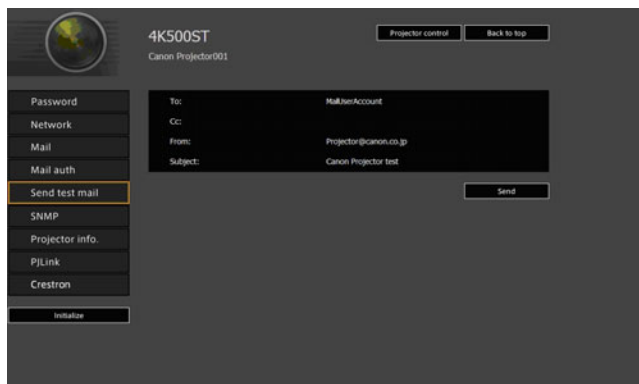 4K500ST
Projector control
Back to top
Canon Projector001
Password
Network
Mail
Mail auth
Send test mail
SNMP
Projector info.
PJLink
Crestron
Initialize
To: MailUserAccount
Cc:
From: Projector@canon.co.jp
Subject: Canon Projector test
Send